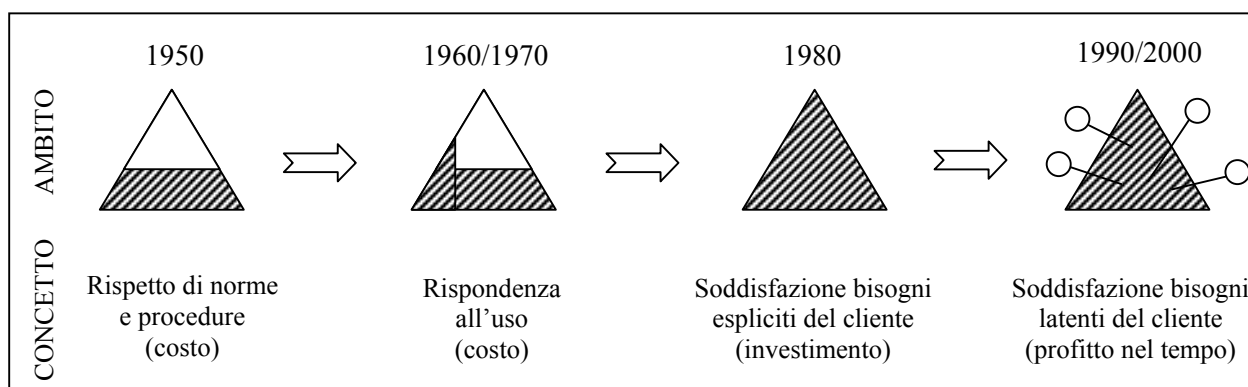 1950
1960/1970
1980
1990/2000
AMBITO
CONCETTO
Rispetto di norme
e procedure
(costo)
Rispondenza
all’uso
(costo)
Soddisfazione bisogni
espliciti del cliente
(investimento)
Soddisfazione bisogni
latenti del cliente
(profitto nel tempo)